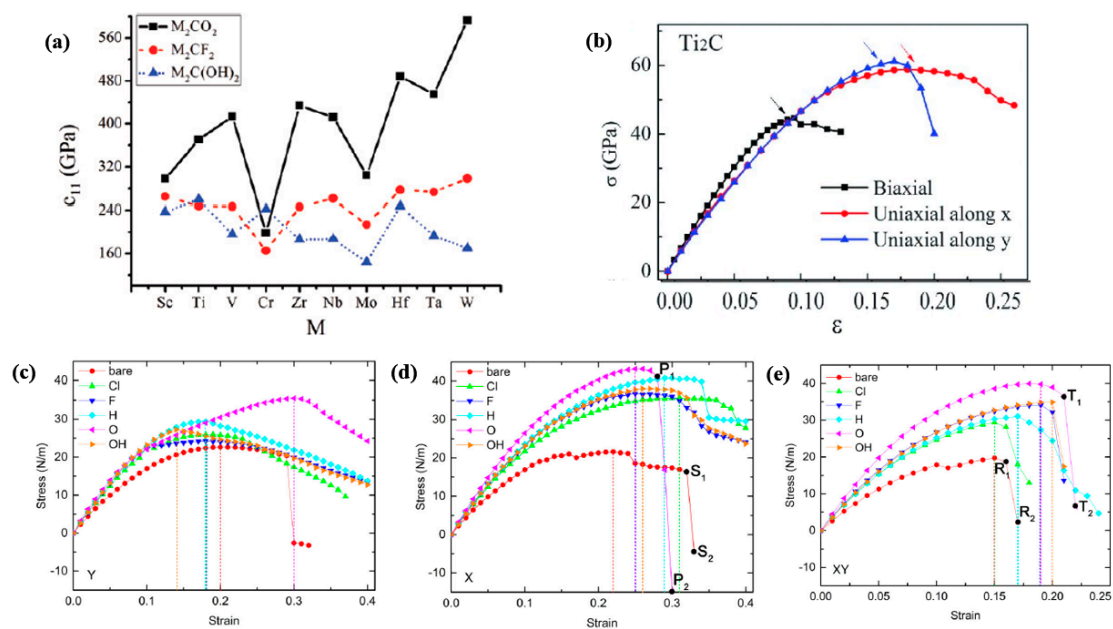 (a)
M₂CO₂
M₂CF₂
M₂C(OH)₂
c₁₁ (GPa)
560
480
400
320
240
160
Sc Ti V Cr Zr Nb Mo Hf Ta W
M
(b)
Ti₂C
σ (GPa)
60
40
20
0
Biaxial
Uniaxial along x
Uniaxial along y
0.00 0.05 0.10 0.15 0.20 0.25
ε
(c)
bare
Cl
F
H
O
OH
Stress (N/m)
40
30
20
10
0
-10
Y
0.0 0.1 0.2 0.3 0.4
Strain
(d)
bare
Cl
F
H
O
OH
Stress (N/m)
40
30
20
10
0
-10
P₁
S₁
S₂
P₂
X
0.0 0.1 0.2 0.3 0.4
Strain
(e)
bare
Cl
F
H
O
OH
Stress (N/m)
40
30
20
10
0
-10
T₁
R₁
R₂
T₂
XY
0.00 0.05 0.10 0.15 0.20 0.25
Strain